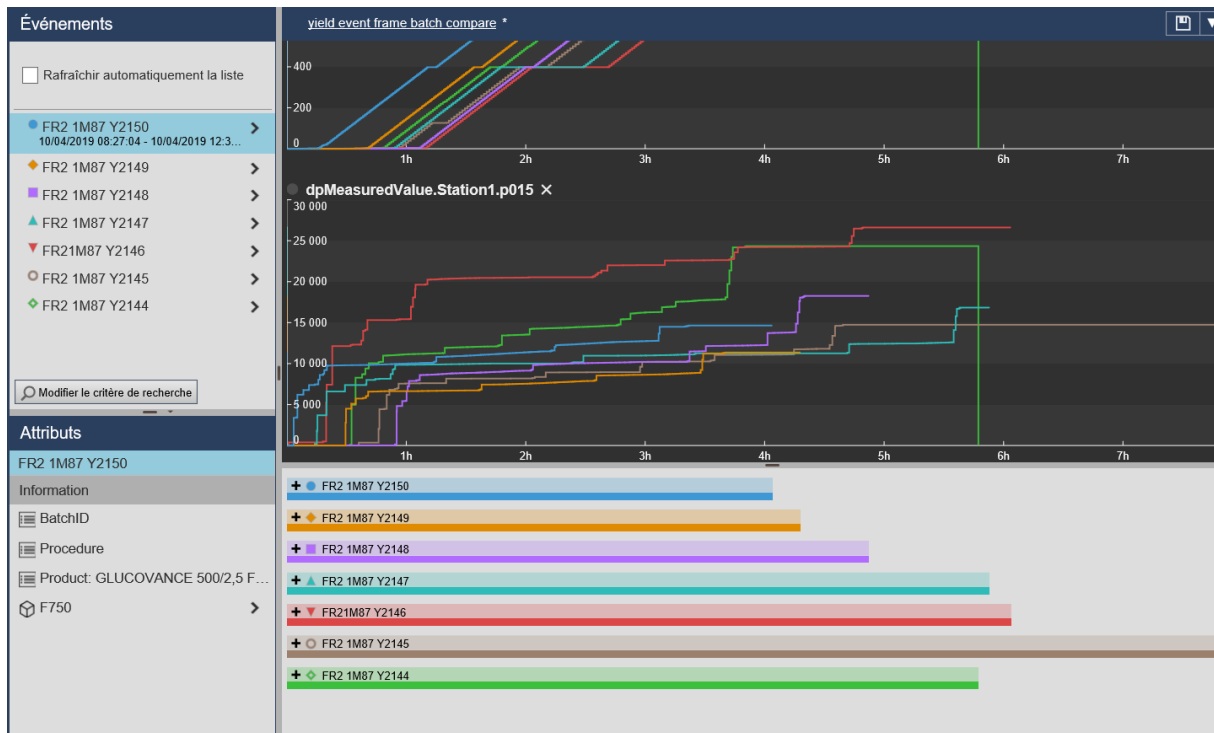 Événements
yield event frame batch compare *
Rafraîchir automatiquement la liste
FR2 1M87 Y2150
10/04/2019 08:27:04 - 10/04/2019 12:3...
FR2 1M87 Y2149
FR2 1M87 Y2148
FR2 1M87 Y2147
FR21M87 Y2146
FR2 1M87 Y2145
FR2 1M87 Y2144
Modifier le critère de recherche
400
200
0
1h 2h 3h 4h 5h 6h 7h
dpMeasuredValue.Station1.p015 ×
30 000
25 000
20 000
15 000
10 000
5 000
0
1h 2h 3h 4h 5h 6h 7h
Attributs
FR2 1M87 Y2150
Information
BatchID
Procedure
Product: GLUCOVANCE 500/2,5 F...
F750
FR2 1M87 Y2150
FR2 1M87 Y2149
FR2 1M87 Y2148
FR2 1M87 Y2147
FR21M87 Y2146
FR2 1M87 Y2145
FR2 1M87 Y2144